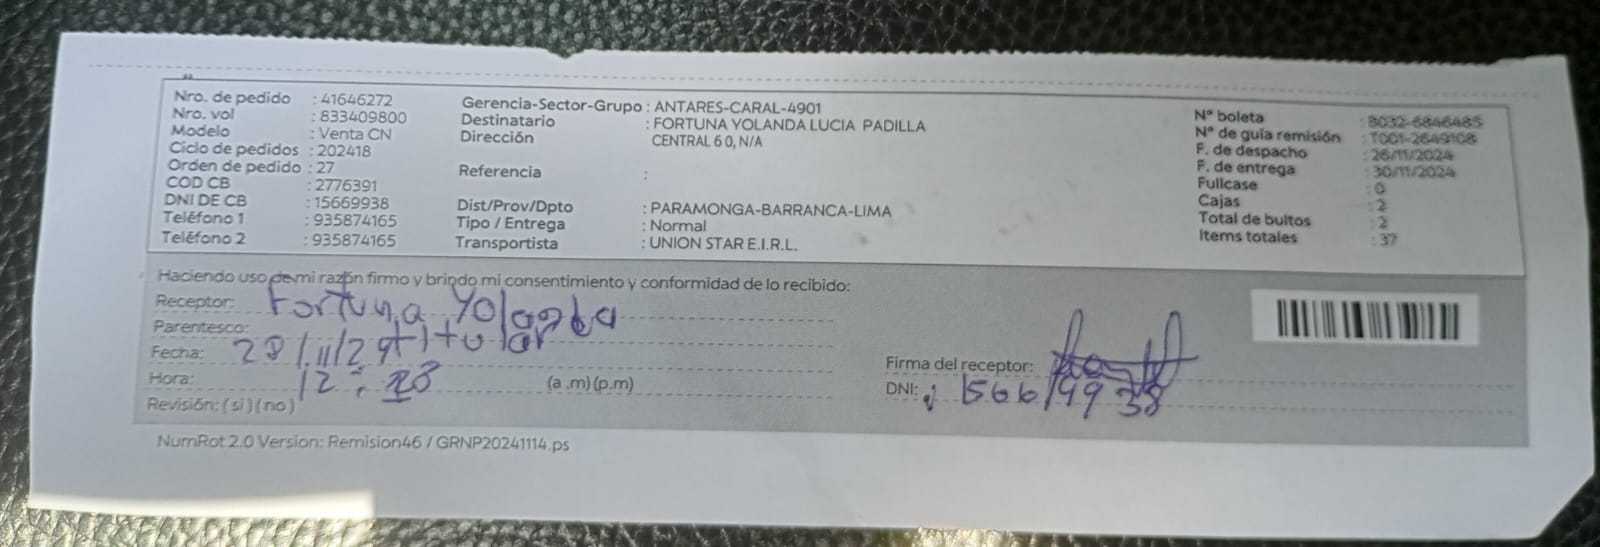 Nro. de pedido : 41646272
Nro. vol : 833409800
Modelo : Venta CN
Ciclo de pedidos : 202418
Orden de pedido : 27
COD CB : 2776391
DNI DE CB : 15669938
Teléfono 1 : 935874165
Teléfono 2 : 935874165
Gerencia-Sector-Grupo : ANTARES-CARAL-4901
Destinatario : FORTUNA YOLANDA LUCIA PADILLA
Dirección CENTRAL 6 0, N/A
Referencia :
Dist/Prov/Dpto : PARAMONGA-BARRANCA-LIMA
Tipo / Entrega : Normal
Transportista : UNION STAR E.I.R.L.
N° boleta : B032-6846485
N° de guía remisión : T001-2649108
F. de despacho : 26/11/2024
F. de entrega : 30/11/2024
Fullcase : 0
Cajas : 2
Total de bultos : 2
Items totales : 37
Haciendo uso de mi razón firmo y brindo mi consentimiento y conformidad de lo recibido:
Receptor: Fortuna Yolanda
Parentesco: titular
Fecha: 28/11/24
Hora: 12: (a .m) (p.m)
Revisión: ( si ) ( no )
Firma del receptor:
DNI: 15669938
NumRot 2.0 Version: Remision46 / GRNP20241114.ps